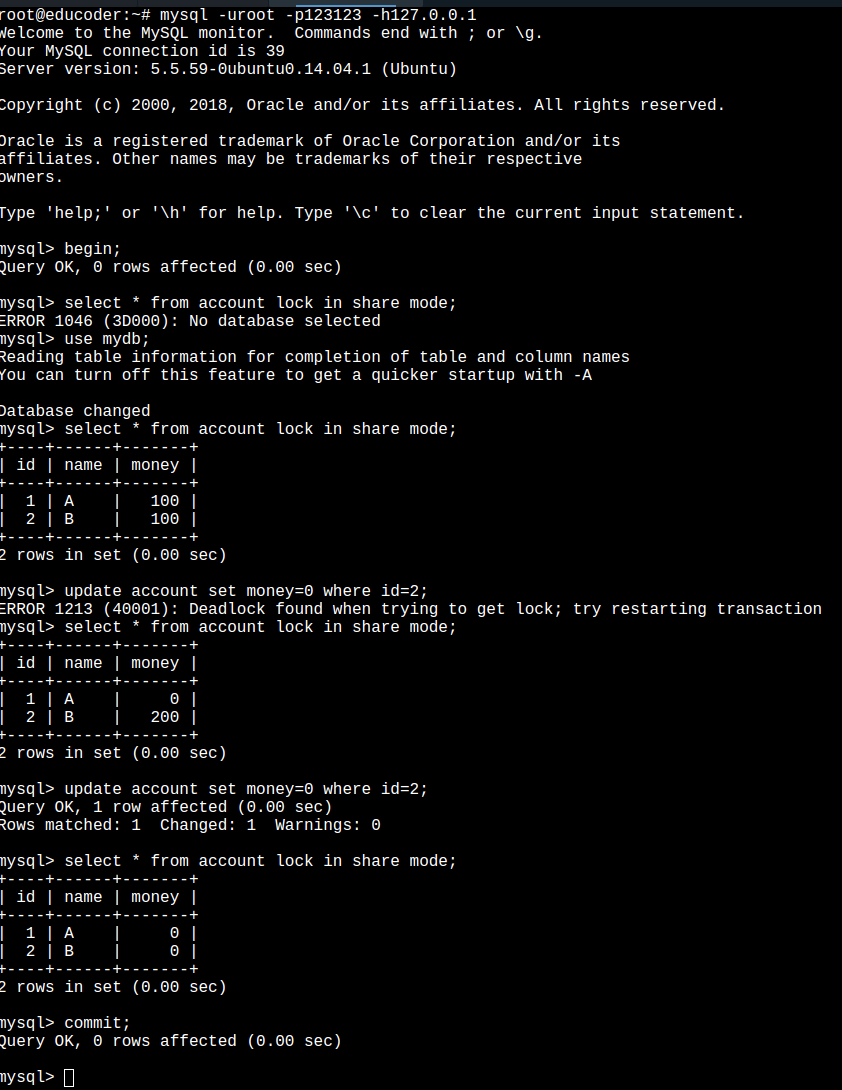 root@educoder:~# mysql -uroot -p123123 -h127.0.0.1
Welcome to the MySQL monitor.  Commands end with ; or \g.
Your MySQL connection id is 39
Server version: 5.5.59-0ubuntu0.14.04.1 (Ubuntu)

Copyright (c) 2000, 2018, Oracle and/or its affiliates. All rights reserved.

Oracle is a registered trademark of Oracle Corporation and/or its
affiliates. Other names may be trademarks of their respective
owners.

Type 'help;' or '\h' for help. Type '\c' to clear the current input statement.

mysql> begin;
Query OK, 0 rows affected (0.00 sec)

mysql> select * from account lock in share mode;
ERROR 1046 (3D000): No database selected
mysql> use mydb;
Reading table information for completion of table and column names
You can turn off this feature to get a quicker startup with -A

Database changed
mysql> select * from account lock in share mode;
+----+------+-------+
| id | name | money |
+----+------+-------+
|  1 | A    |   100 |
|  2 | B    |   100 |
+----+------+-------+
2 rows in set (0.00 sec)

mysql> update account set money=0 where id=2;
ERROR 1213 (40001): Deadlock found when trying to get lock; try restarting transaction
mysql> select * from account lock in share mode;
+----+------+-------+
| id | name | money |
+----+------+-------+
|  1 | A    |     0 |
|  2 | B    |   200 |
+----+------+-------+
2 rows in set (0.00 sec)

mysql> update account set money=0 where id=2;
Query OK, 1 row affected (0.00 sec)
Rows matched: 1  Changed: 1  Warnings: 0

mysql> select * from account lock in share mode;
+----+------+-------+
| id | name | money |
+----+------+-------+
|  1 | A    |     0 |
|  2 | B    |     0 |
+----+------+-------+
2 rows in set (0.00 sec)

mysql> commit;
Query OK, 0 rows affected (0.00 sec)

mysql>